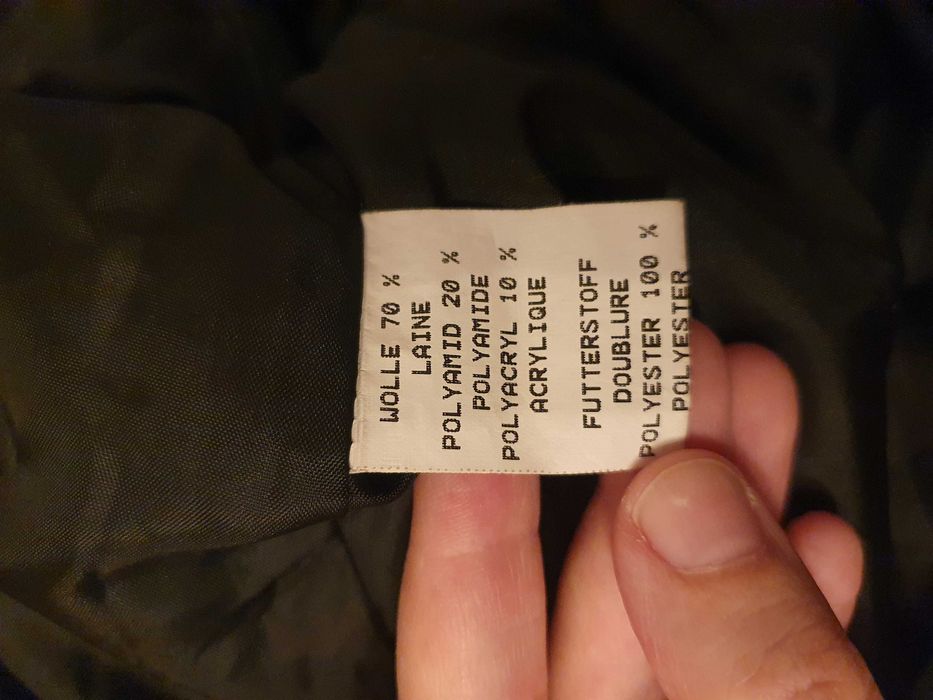 WOLLE 70 %
LAINE
POLYAMID 20 %
POLYAMIDE
POLYACRYL 10 %
ACRYLIQUE
FUTTERSTOFF
DOUBLURE
POLYESTER 100 %
POLYESTER